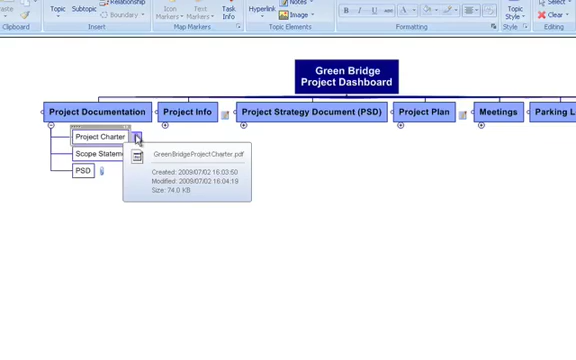 Relationship
Notes
Select
Topic Subtopic
Boundary
Icon Markers
Text Markers
Task Info
Hyperlink
Image
B I U
Topic Style
Clear
Clipboard Insert Map Markers Topic Elements Formatting Style Editing
Green Bridge
Project Dashboard
Project Documentation Project Info Project Strategy Document (PSD) Project Plan Meetings Parking L
Project Charter
Scope Stateme
PSD
GreenBridgeProjectCharter.pdf
Created: 2009/07/02 16:03:50
Modified: 2009/07/02 16:04:19
Size: 74.0 KB